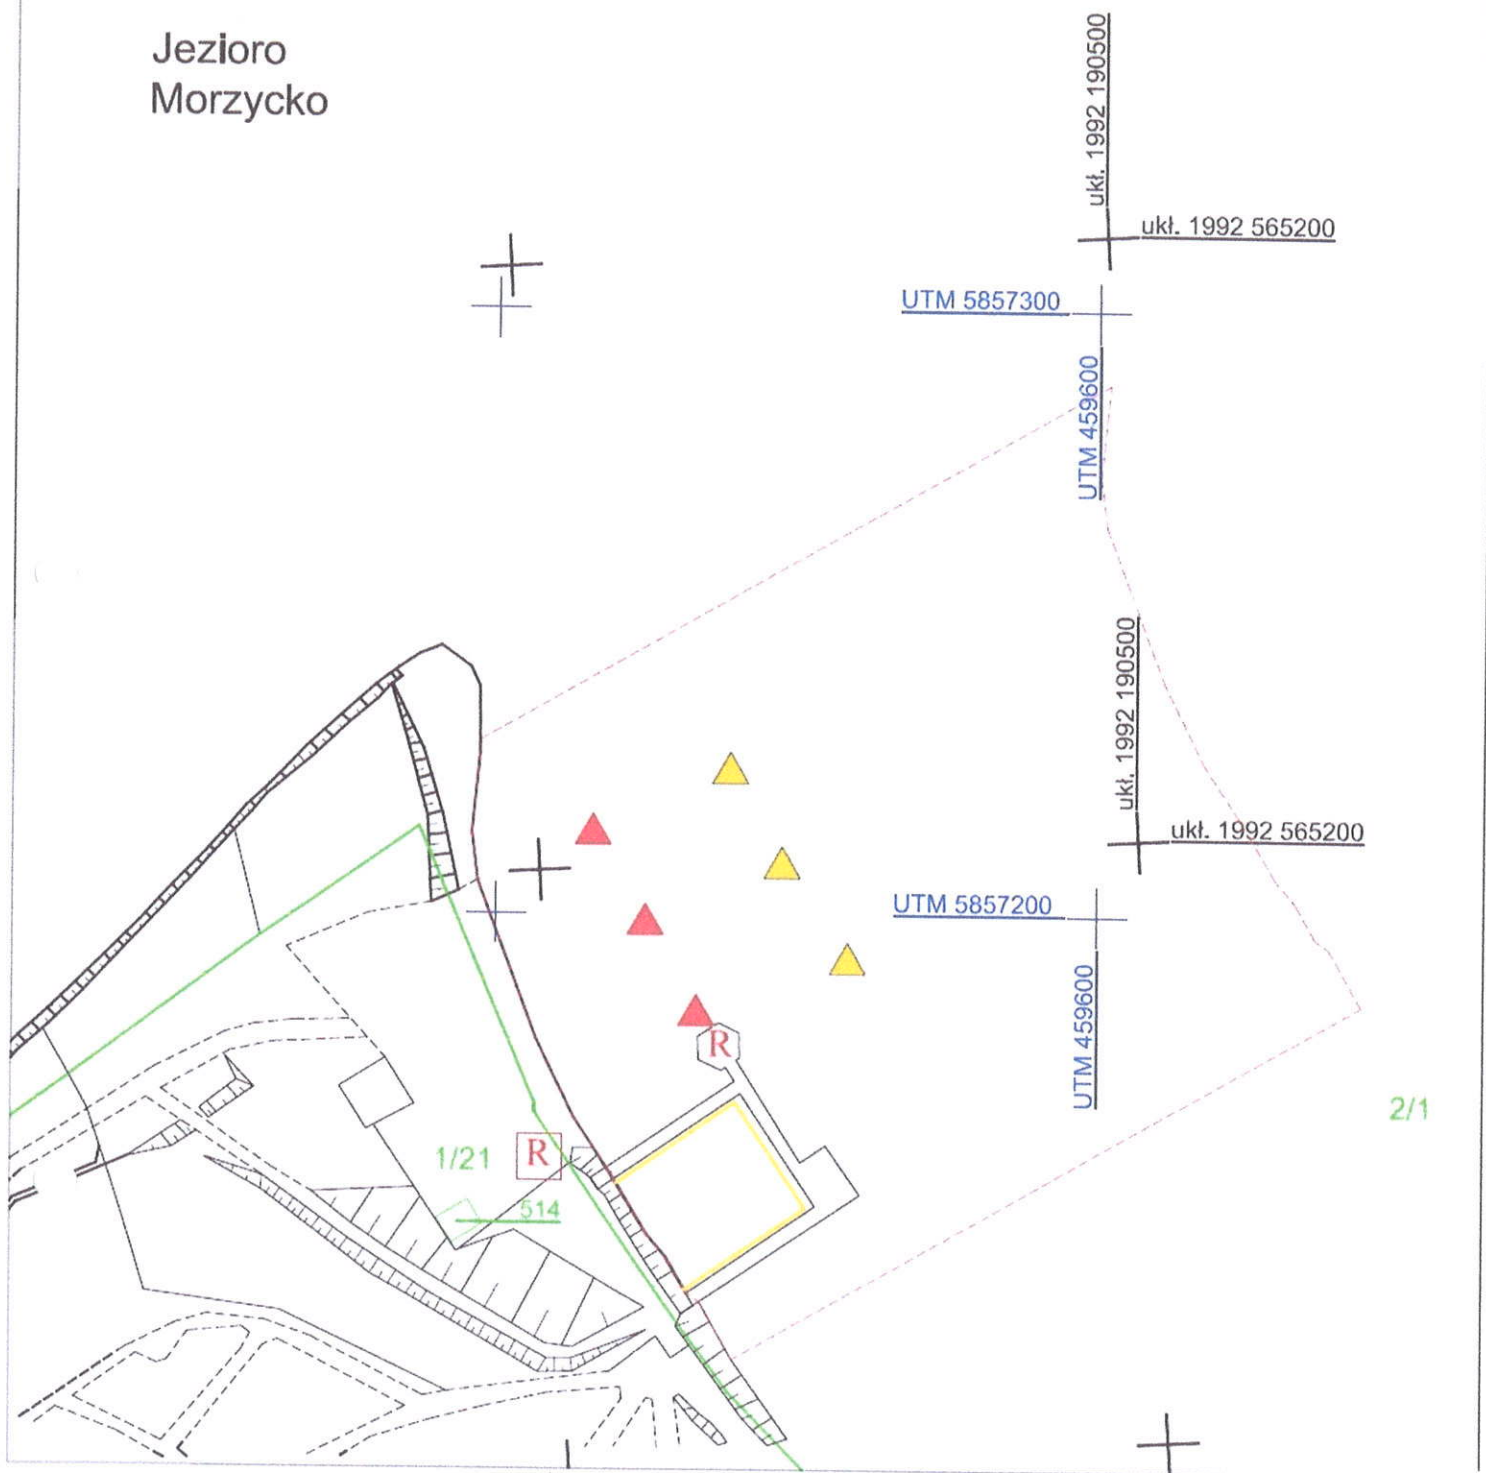 Jezioro
Morzycko
ukł. 1992 190500
ukł. 1992 565200
UTM 5857300
UTM 459600
ukł. 1992 190500
ukł. 1992 565200
UTM 5857200
UTM 459600
R
2/1
1/21
R
514